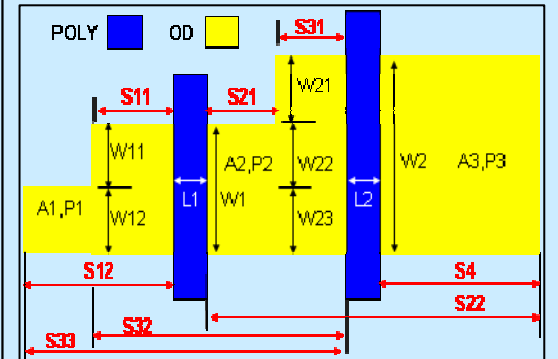 POLY OD
S31
S11 S21 W21
W11 A2,P2 W22 W2 A3,P3
A1,P1 W12 L1 W1 W23 L2
S12 S4
S22
S32
S33